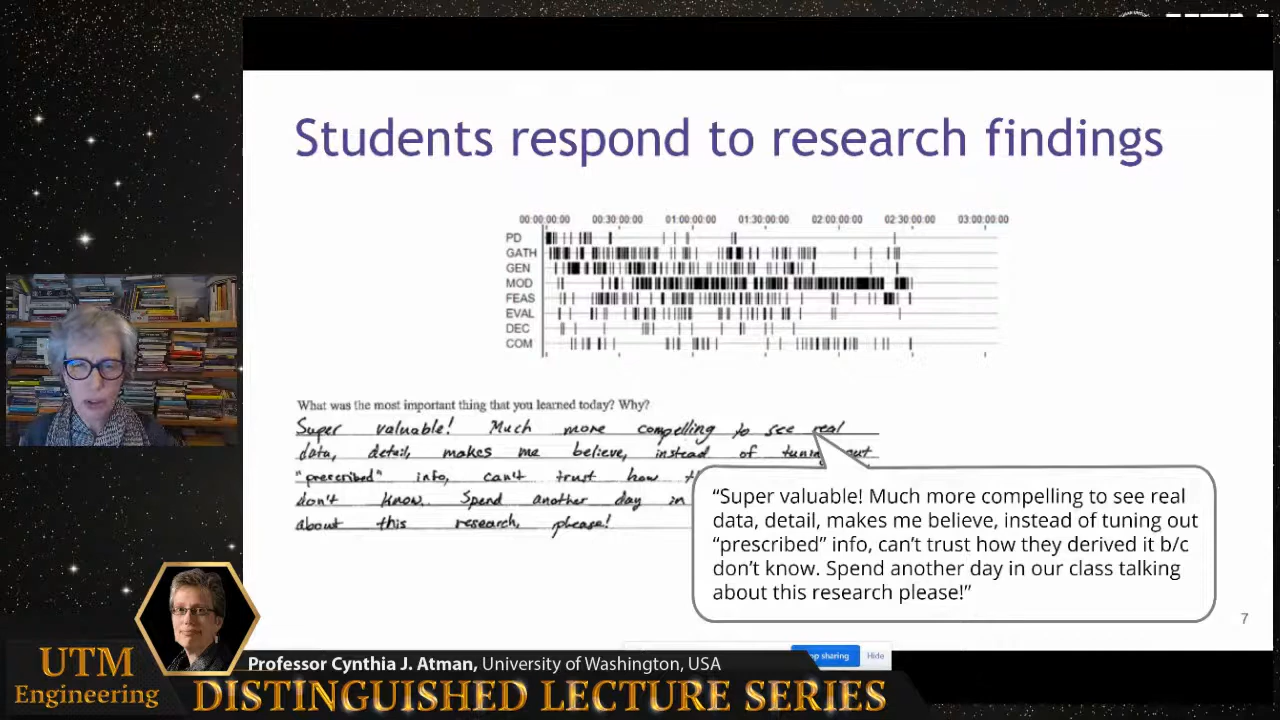 Students respond to research findings
00:00:00:00 00:30:00:00 01:00:00:00 01:30:00:00 02:00:00:00 02:30:00:00 03:00:00:00
PD
GATH
GEN
MOD
FEAS
EVAL
DEC
COM
What was the most important thing that you learned today? Why?
Super valuable! Much more compelling to see real
data, detail, makes me believe, instead of tuning out
"prescribed" info, can't trust how
don't know. Spend another day in
about this research, please!
“Super valuable! Much more compelling to see real
data, detail, makes me believe, instead of tuning out
“prescribed” info, can’t trust how they derived it b/c
don’t know. Spend another day in our class talking
about this research please!”
7
sharing Hide
Professor Cynthia J. Atman, University of Washington, USA
UTM
Engineering
DISTINGUISHED LECTURE SERIES